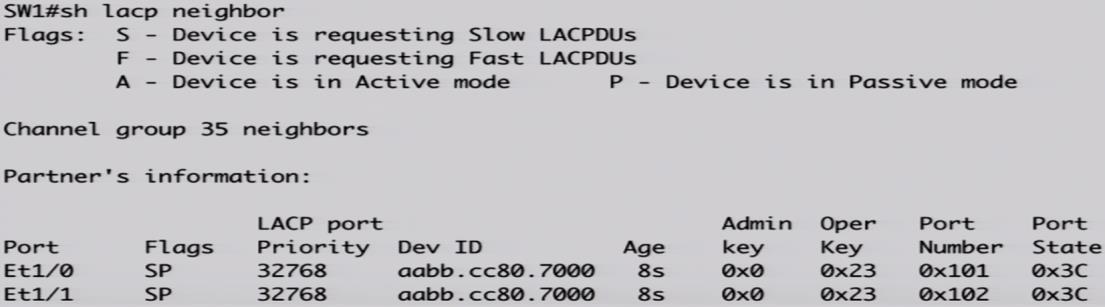 SW1#sh lacp neighbor
Flags:  S - Device is requesting Slow LACPDUs
        F - Device is requesting Fast LACPDUs
        A - Device is in Active mode       P - Device is in Passive mode
Channel group 35 neighbors
Partner's information:
                  LACP port                        Admin  Oper   Port    Port
Port      Flags   Priority  Dev ID          Age    key    Key    Number  State
Et1/0     SP      32768     aabb.cc80.7000   8s    0x0    0x23   0x101   0x3C
Et1/1     SP      32768     aabb.cc80.7000   8s    0x0    0x23   0x102   0x3C